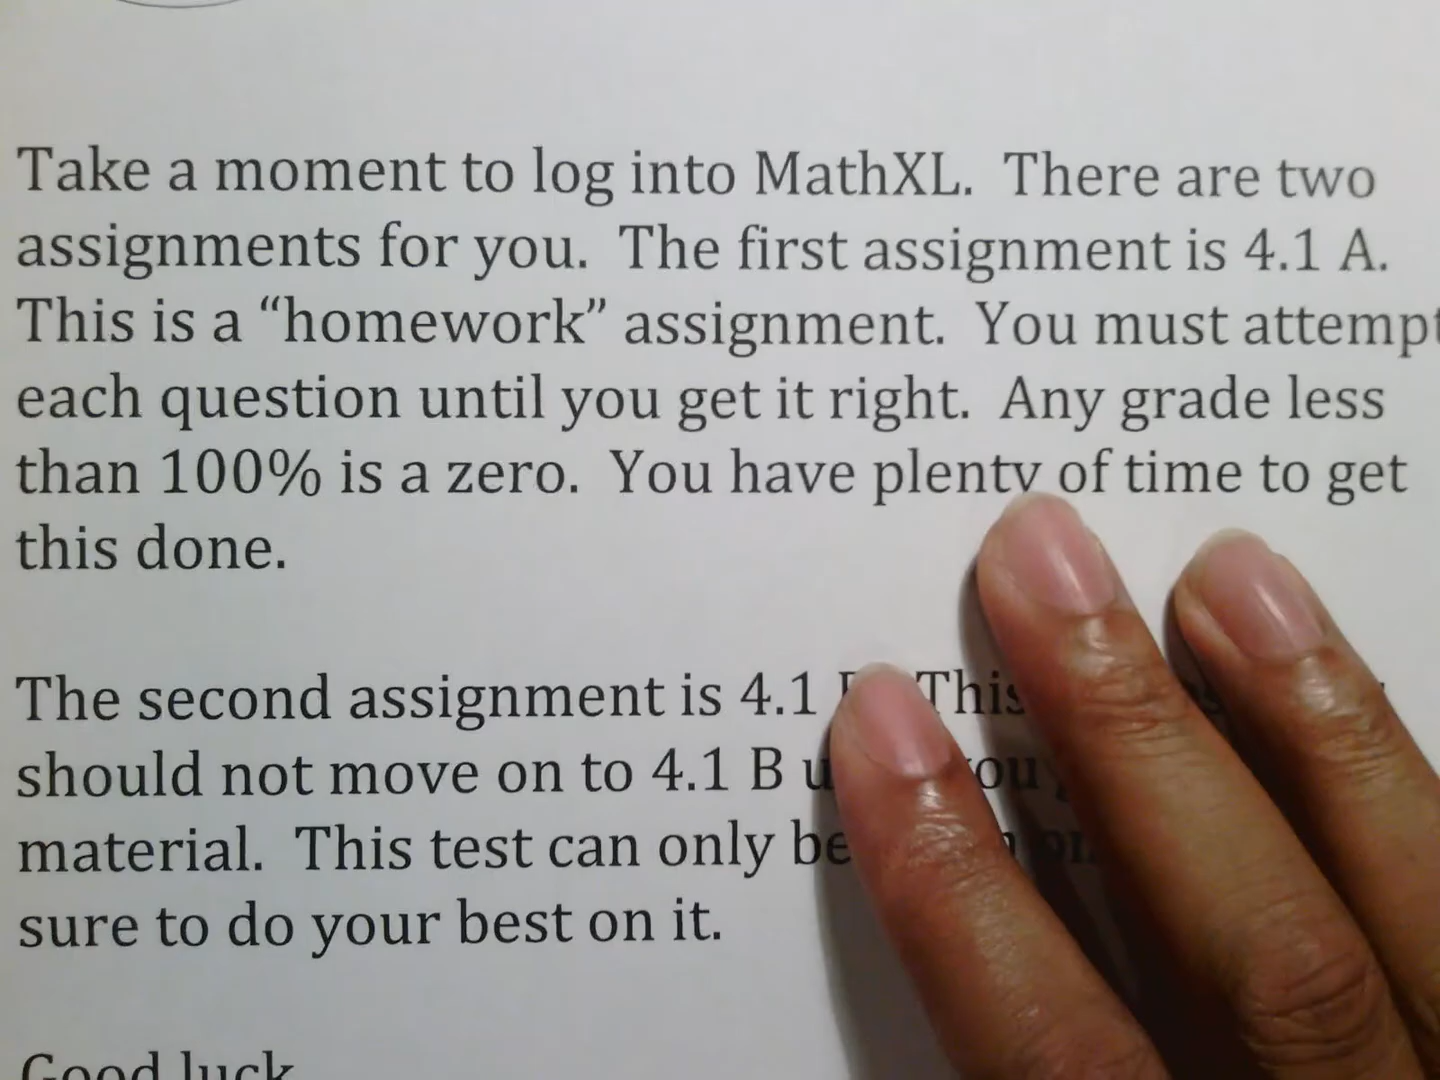 Take a moment to log into MathXL.  There are two
assignments for you.  The first assignment is 4.1 A.
This is a “homework” assignment.  You must attempt
each question until you get it right.  Any grade less
than 100% is a zero.  You have plenty of time to get
this done.
The second assignment is 4.1 This
should not move on to 4.1 B you
material.  This test can only be
sure to do your best on it.
Good luck